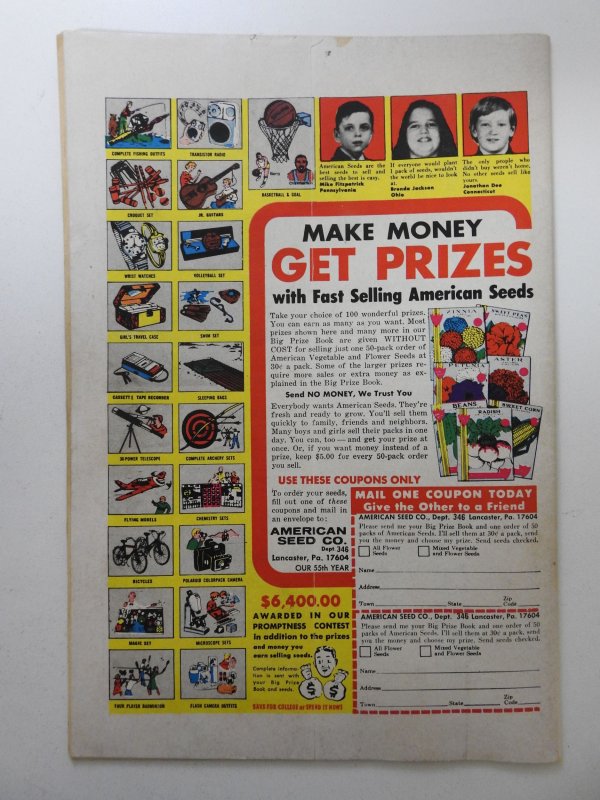 COMPLETE FISHING OUTFITS
TRANSISTOR RADIO
CROQUET SET
JR. GUITARS
WRIST WATCHES
VOLLEYBALL SET
GIRL'S TRAVEL CASE
SWIM SET
CASSETTE TAPE RECORDER
SLEEPING BAGS
30-POWER TELESCOPE
COMPLETE ARCHERY SETS
FLYING MODELS
CHEMISTRY SETS
BICYCLES
POLAROID COLORPACK CAMERA
MAGIC SET
MICROSCOPE SETS
FOUR PLAYER BADMINTON
FLASH CAMERA OUTFITS
BASKETBALL & GOAL
American Seeds are the
best seeds to sell and
selling the best is easy.
Mike Fitzpatrick
Pennsylvania
If everyone would plant
1 pack of seeds, wouldn't
the world be nice to look
at.
Brenda Jackson
Ohio
The only people who
didn't buy weren't home.
No other seeds sell like
yours.
Jonathan Dee
Connecticut
MAKE MONEY
GET PRIZES
with Fast Selling American Seeds
Take your choice of 100 wonderful prizes.
You can earn as many as you want. Most
prizes shown here and many more in our
Big Prize Book are given WITHOUT
COST for selling just one 50-pack order of
American Vegetable and Flower Seeds at
30¢ a pack. Some of the larger prizes re-
quire more sales or extra money as ex-
plained in the Big Prize Book.
Send NO MONEY, We Trust You
Everybody wants American Seeds. They're
fresh and ready to grow. You'll sell them
quickly to family, friends and neighbors.
Many boys and girls sell their packs in one
day. You can, too — and get your prize at
once. Or, if you want money instead of a
prize, keep $5.00 for every 50-pack order
you sell.
ZINNIA
SWEET PEAS
PETUNIA
ASTER
BEANS
RADISH
SWEET CORN
USE THESE COUPONS ONLY
To order your seeds,
fill out one of these
coupons and mail in
an envelope to:
AMERICAN
SEED CO.
Dept 346
Lancaster, Pa. 17604
OUR 55th YEAR
MAIL ONE COUPON TODAY
Give the Other to a Friend
AMERICAN SEED CO., Dept. 346 Lancaster, Pa. 17604
Please send me your Big Prize Book and one order of 50
packs of American Seeds. I'll sell them at 30¢ a pack, send
you the money and choose my prize. Send seeds checked.
All Flower
Seeds
Mixed Vegetable
and Flower Seeds
Name
Address
Town State Zip Code
AMERICAN SEED CO., Dept. 346 Lancaster, Pa. 17604
Please send me your Big Prize Book and one order of 50
packs of American Seeds. I'll sell them at 30¢ a pack, send
you the money and choose my prize. Send seeds checked.
All Flower
Seeds
Mixed Vegetable
and Flower Seeds
Name
Address
Town State Zip Code
$6,400.00
AWARDED IN OUR
PROMPTNESS CONTEST
In addition to the prizes
and money you
earn selling seeds.
Complete informa-
tion is sent with
your Big Prize
Book and seeds.
$ $
SAVE FOR COLLEGE or SPEND IT NOW!